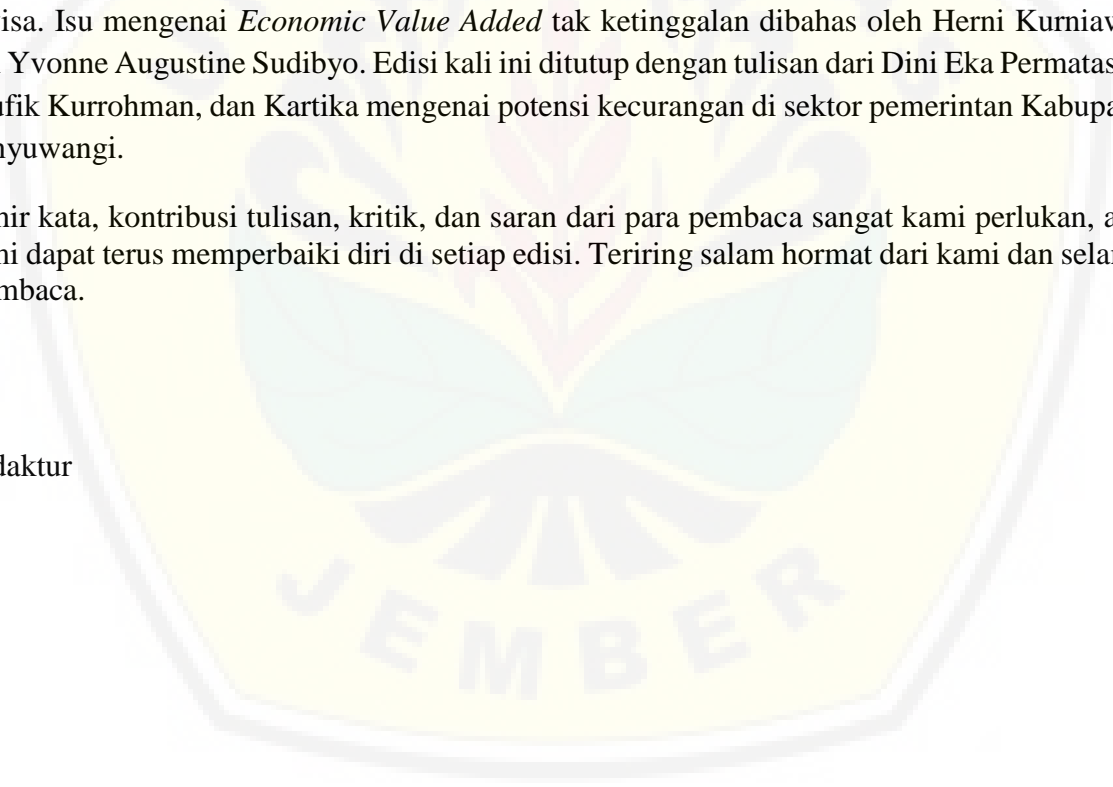 isa. Isu mengenai Economic Value Added tak ketinggalan dibahas oleh Herni Kurniaw
Yvonne Augustine Sudibyo. Edisi kali ini ditutup dengan tulisan dari Dini Eka Permatas
ufik Kurrohman, dan Kartika mengenai potensi kecurangan di sektor pemerintan Kabupa
nyuwangi.
hir kata, kontribusi tulisan, kritik, dan saran dari para pembaca sangat kami perlukan, a
ni dapat terus memperbaiki diri di setiap edisi. Teriring salam hormat dari kami dan sela
mbaca.
daktur
JEMBER